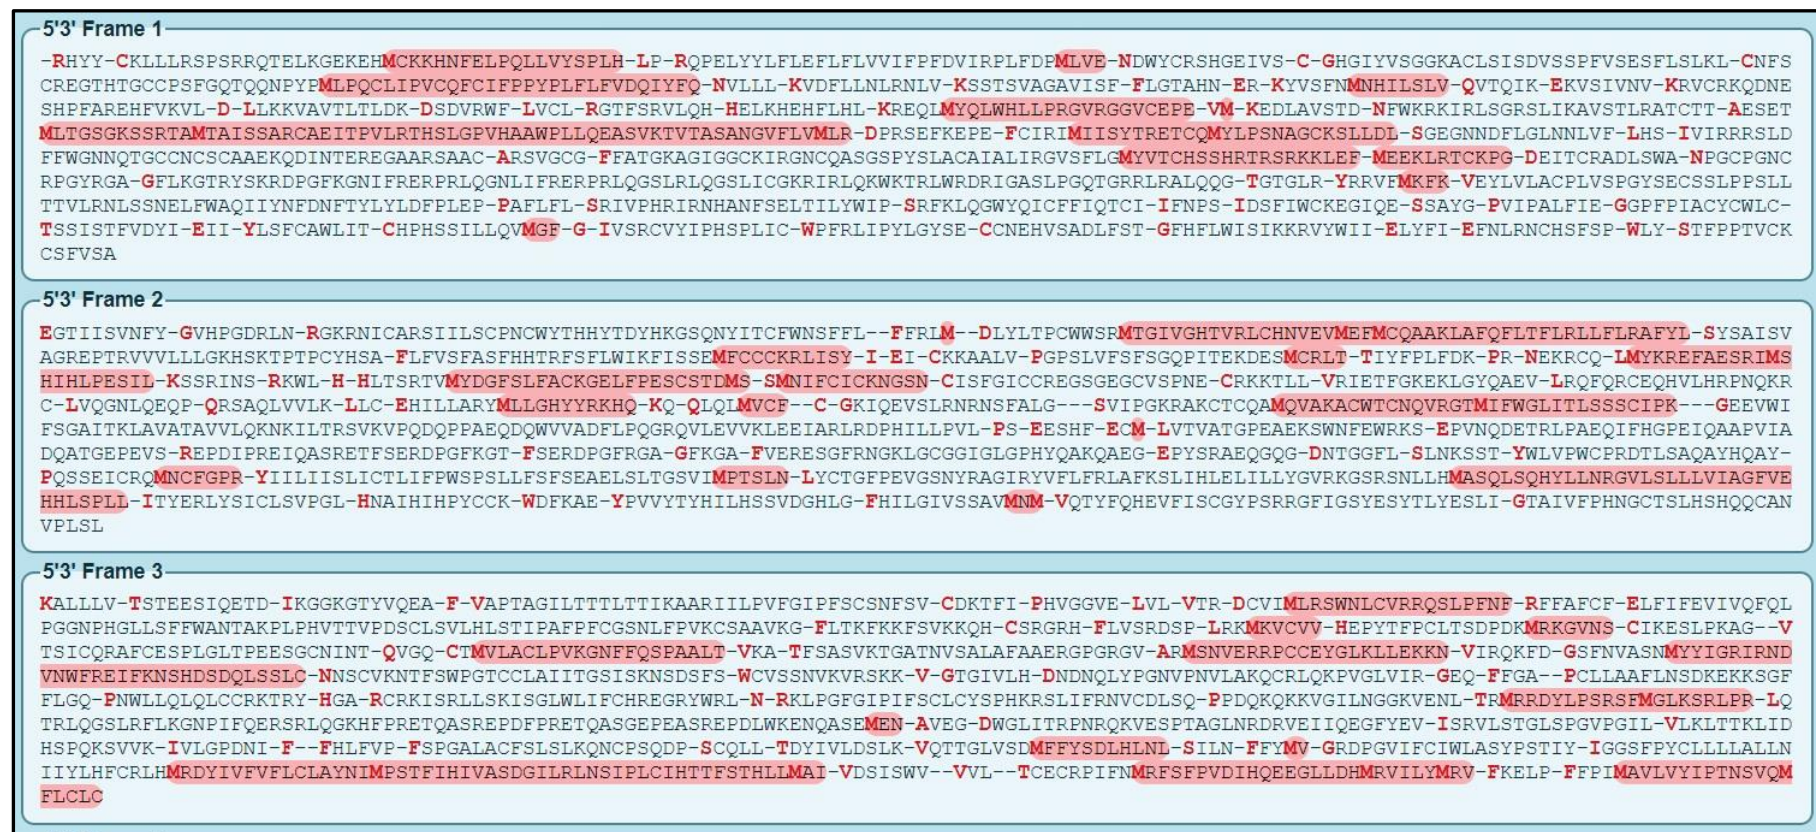 5'3' Frame 1
-RHYY-CKLLLRSPSRRQTELKGEKEHMCKKHNFELPQLLVYSPLH-LP-RQPELYYLFLEFLFLVVIFPFDVIRPLFDPMLVE-NDWYCRSHGEIVS-C-GHGIYVSGGKACLSISDVSSPFVSESFLSLKL-CNFS
CREGTHTGCCPSFGQTQQNPYPMLPQCLIPVCQFCIFPPYPLFLFVDQIYFQ-NVLLL-KVDFLLNLRNLV-KSSTSVAGAVISF-FLGTAHN-ER-KYVSFNMNHILSLV-QVTQIK-EKVSIVNV-KRVCRKQDNE
SHPFAREHFVKVL-D-LLKKVAVTLTLDK-DSDVRWF-LVCL-RGTFSRVLQH-HELKHEHFLHL-KREQLMYQLWHLLPRGVRGGVCEPE-VM-KEDLAVSTD-NFWKRKIRLSGRSLIKAVSTLRATCTT-AESET
MLTGSGKSSRTAMTAISSARCAEITPVLRTHSLGPVHAAWPLLQEASVKTVTASANGVFLVMLR-DPRSEFKEPE-FCIRIMIISYTRETCQMYLPSNAGCKSLLDL-SGEGNNDFLGLNNLVF-LHS-IVIRRRSLD
FFWGNNQTGCCNCSCAAEKQDINTEREGAARSAAC-ARSVGCG-FFATGKAGIGGCKIRGNCQASGSPYSLACAIALIRGVSFLGMYVTCHSSHRTRSRKKLEF-MEEKLRTCKPG-DEITCRADLSWA-NPGCPGNC
RPGYRGA-GFLKGTRYSKRDPGFKGNIFRERPRLQGNLIFRERPRLQGSLRLQGSLICGKRIRLQKWKTRLWRDRIGASLPGQTGRRLRALQQG-TGTGLR-YRRVFMKFK-VEYLVLACPLVSPGYSECSSLPPSLL
TTVLRNLSSNELFWAQIIYNFDNFTYLYLDFPLEP-PAFLFL-SRIVPHRIRNHANFSELTILYWIP-SRFKLQGWYQICFFIQTCI-IFNPS-IDSFIWCKEGIQE-SSAYG-PVIPALFIE-GGPFPIACYCWLC-
TSSISTFVDYI-EII-YLSFCAWLIT-CHPHSSILLQVMGF-G-IVSRCVYIPHSPLIC-WPFRLIPYLGYSE-CCNEHVSADLFST-GFHFLWISIKKRVYWII-ELYFI-EFNLRNCHSFSP-WLY-STFPPTVCK
CSFVSA
5'3' Frame 2
EGTIISVNFY-GVHPGDRLN-RGKRNICARSIILSCPNCWYTHHYTDYHKGSQNYITCFWNSFFL--FFRLM--DLYLTPCWWSRMTGIVGHTVRLCHNVEVMEFMCQAAKLAFQFLTFLRLLFLRAFYL-SYSAISV
AGREPTRVVVLLLGKHSKTPTPCYHSA-FLFVSFASFHHTRFSFLWIKFISSEMFCCCKRLISY-I-EI-CKKAALV-PGPSLVFSFSGQPITEKDESMCRLT-TIYFPLFDK-PR-NEKRCQ-LMYKREFAESRIMS
HIHLPESIL-KSSRINS-RKWL-H-HLTSRTVMYDGFSLFACKGELFPESCSTDMS-SMNIFCICKNGSN-CISFGICCREGSGEGCVSPNE-CRKKTLL-VRIETFGKEKLGYQAEV-LRQFQRCEQHVLHRPNQKR
C-LVQGNLQEQP-QRSAQLVVLK-LLC-EHILLARYMLLGHYYRKHQ-KQ-QLQLMVCF--C-GKIQEVSLRNRNSFALG---SVIPGKRAKCTCQAMQVAKACWTCNQVRGTMIFWGLITLSSSCIPK---GEEVWI
FSGAITKLAVATAVVLQKNKILTRSVKVPQDQPPAEQDQWVVADFLPQGRQVLEVVKLEEIARLRDPHILLPVL-PS-EESHF-ECM-LVTVATGPEAEKSWNFEWRKS-EPVNQDETRLPAEQIFHGPEIQAAPVIA
DQATGEPEVS-REPDIPREIQASRETFSERDPGFKGT-FSERDPGFRGA-GFKGA-FVERESGFRNGKLGCGGIGLGPHYQAKQAEG-EPYSRAEQGQG-DNTGGFL-SLNKSST-YWLVPWCPRDTLSAQAYHQAY-
PQSSEICRQMNCFGPR-YIILIISLICTLIFPWSPSLLFSFSEAELSLTGSVIMPTSLN-LYCTGFPEVGSNYRAGIRYVFLFRLAFKSLIHLELILLYGVRKGSRSNLLHMASQLSQHYLLNRGVLSLLLVIAGFVE
HHLSPLL-ITYERLYSICLSVPGL-HNAIHIHPYCCK-WDFKAE-YPVVYTYHILHSSVDGHLG-FHILGIVSSAVMNM-VQTYFQHEVFISCGYPSRRGFIGSYESYTLYESLI-GTAIVFPHNGCTSLHSHQQCAN
VPLSL
5'3' Frame 3
KALLLV-TSTEESIQETD-IKGGKGTYVQEA-F-VAPTAGILTTTLTTIKAARIILPVFGIPFSCSNFSV-CDKTFI-PHVGGVE-LVL-VTR-DCVIMLRSWNLCVRRQSLPFNF-RFFAFCF-ELFIFEVIVQFQL
PGGNPHGLLSFFWANTAKPLPHVTTVPDSCLSVLHLSTIPAFPFCGSNLFPVKCSAAVKG-FLTKFKKFSVKKQH-CSRGRH-FLVSRDSP-LRKMKVCVV-HEPYTFPCLTSDPDKMRKGVNS-CIKESLPKAG--V
TSICQRAFCESPLGLTPEESGCNINT-QVGQ-CTMVLACLPVKGNFFQSPAALT-VKA-TFSASVKTGATNVSALAFAAERGPGRGV-ARMSNVERRPCCEYGLKLLEKKN-VIRQKFD-GSFNVASNMYYIGRIRND
VNWFREIFKNSHDSDQLSSLC-NNSCVKNTFSWPGTCCLAIITGSISKNSDSFS-WCVSSNVKVRSKK-V-GTGIVLH-DNDNQLYPGNVPNVLAKQCRLQKPVGLVIR-GEQ-FFGA--PCLLAAFLNSDKEKKSGF
FLGQ-PNWLLQLQLCCRKTRY-HGA-RCRKISRLLSKISGLWLIFCHREGRYWRL-N-RKLPGFGIPIFSCLCYSPHKRSLIFRNVCDLSQ-PPDQKQKKVGILNGGKVENL-TRMRRDYLPSRSFMGLKSRLPR-LQ
TRLQGSLRFLKGNPIFQERSRLQGKHFPRETQASREPDFPRETQASGEPEASREPDLWKENQASEMEN-AVEG-DWGLITRPNRQKVESPTAGLNRDRVEIIQEGFYEV-ISRVLSTGLSPGVPGIL-VLKLTTKLID
HSPQKSVVK-IVLGPDNI-F--FHLFVP-FSPGALACFSLSLKQNCPSQDP-SCQLL-TDYIVLDSLK-VQTTGLVSDMFFYSDLHLNL-SILN-FFYMV-GRDPGVIFCIWLASYPSTIY-IGGSFPYCLLLLALLN
IIYLHFCRLHMRDYIVFVFLCLAYNIMPSTFIHIVASDGILRLNSIPLCIHTTFSTHLLMAI-VDSISWV--VVL--TCECRPIFNMRFSFPVDIHQEEGLLDHMRVILYMRV-FKELP-FFPIMAVLVYIPTNSVQM
FLCLC